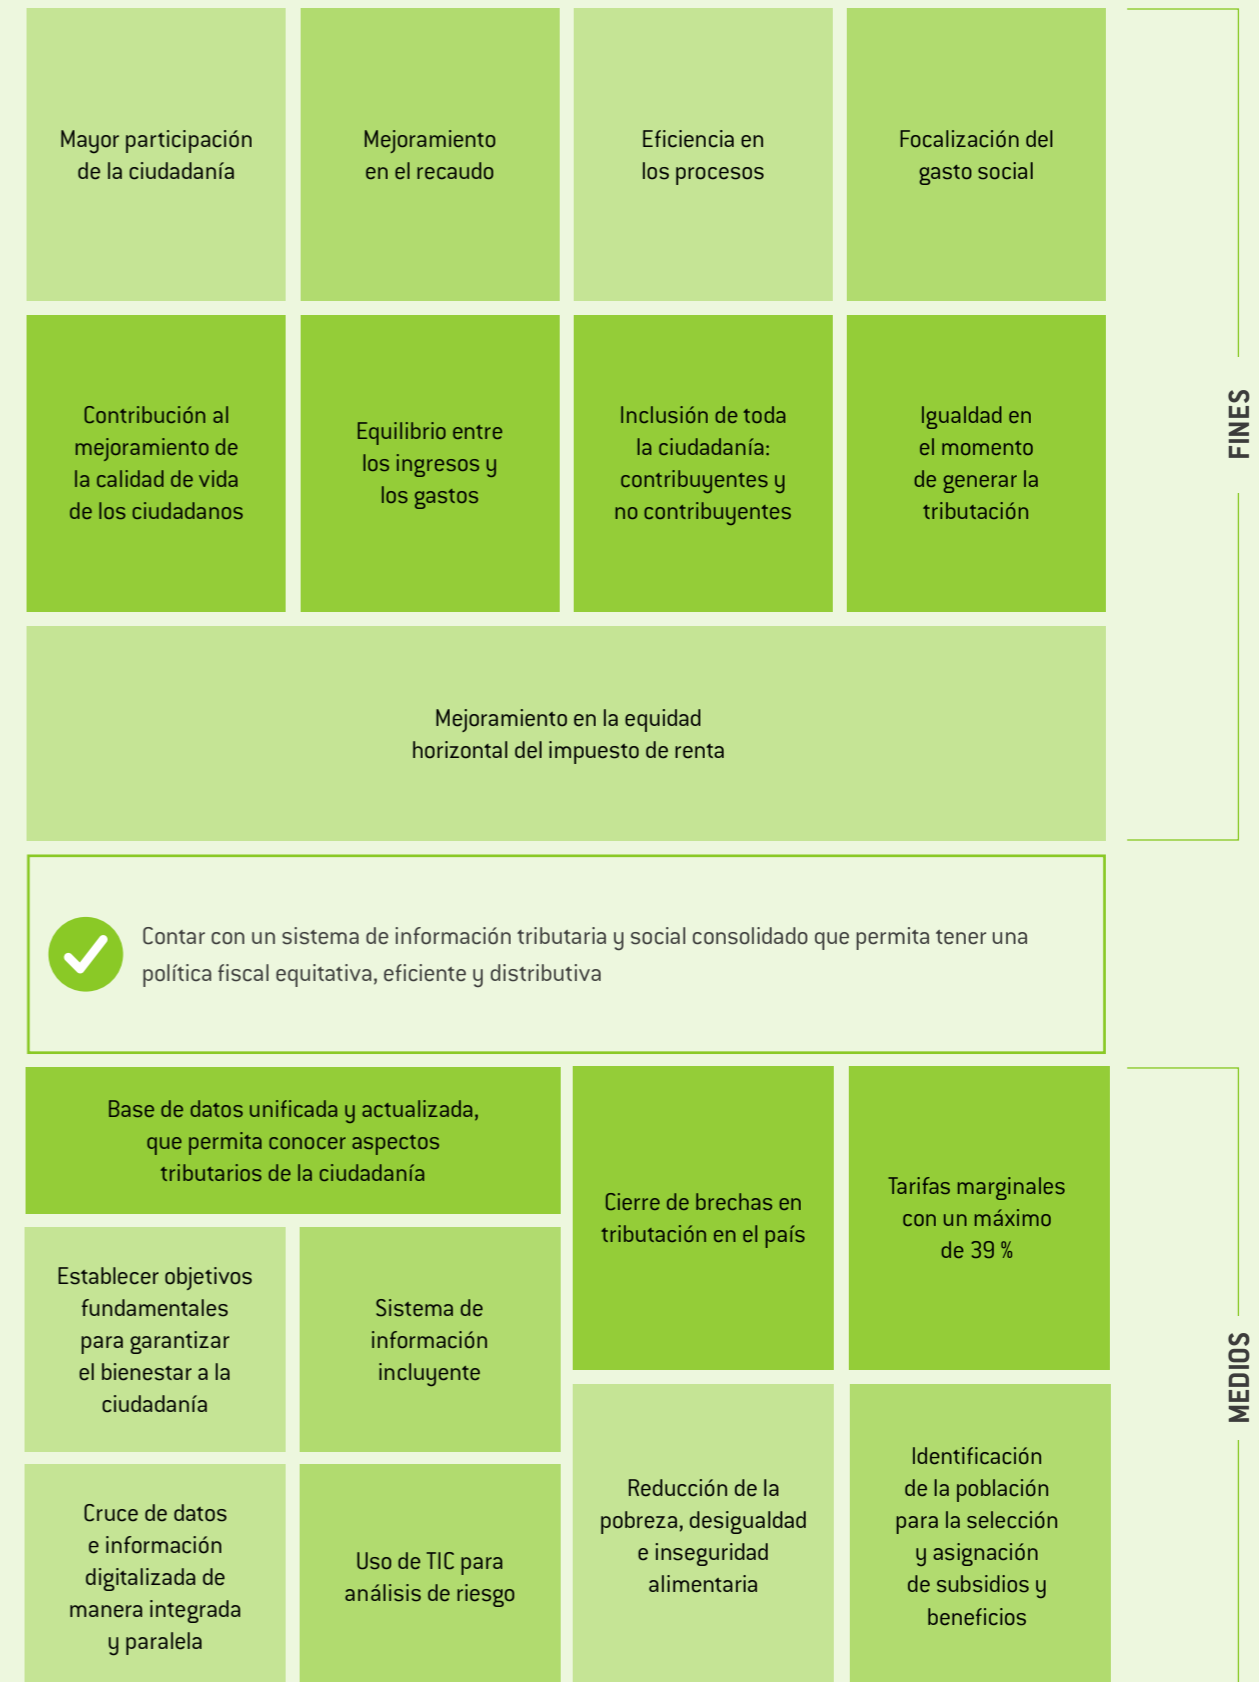 Mayor participación
de la ciudadanía
Mejoramiento
en el recaudo
Eficiencia en
los procesos
Focalización del
gasto social
Contribución al
mejoramiento de
la calidad de vida
de los ciudadanos
Equilibrio entre
los ingresos y
los gastos
Inclusión de toda
la ciudadanía:
contribuyentes y
no contribuyentes
Igualdad en
el momento
de generar la
tributación
Mejoramiento en la equidad
horizontal del impuesto de renta
FINES
Contar con un sistema de información tributaria y social consolidado que permita tener una
política fiscal equitativa, eficiente y distributiva
Base de datos unificada y actualizada,
que permita conocer aspectos
tributarios de la ciudadanía
Cierre de brechas en
tributación en el país
Tarifas marginales
con un máximo
de 39 %
Establecer objetivos
fundamentales
para garantizar
el bienestar a la
ciudadanía
Sistema de
información
incluyente
Cruce de datos
e información
digitalizada de
manera integrada
y paralela
Uso de TIC para
análisis de riesgo
Reducción de la
pobreza, desigualdad
e inseguridad
alimentaria
Identificación
de la población
para la selección
y asignación
de subsidios y
beneficios
MEDIOS